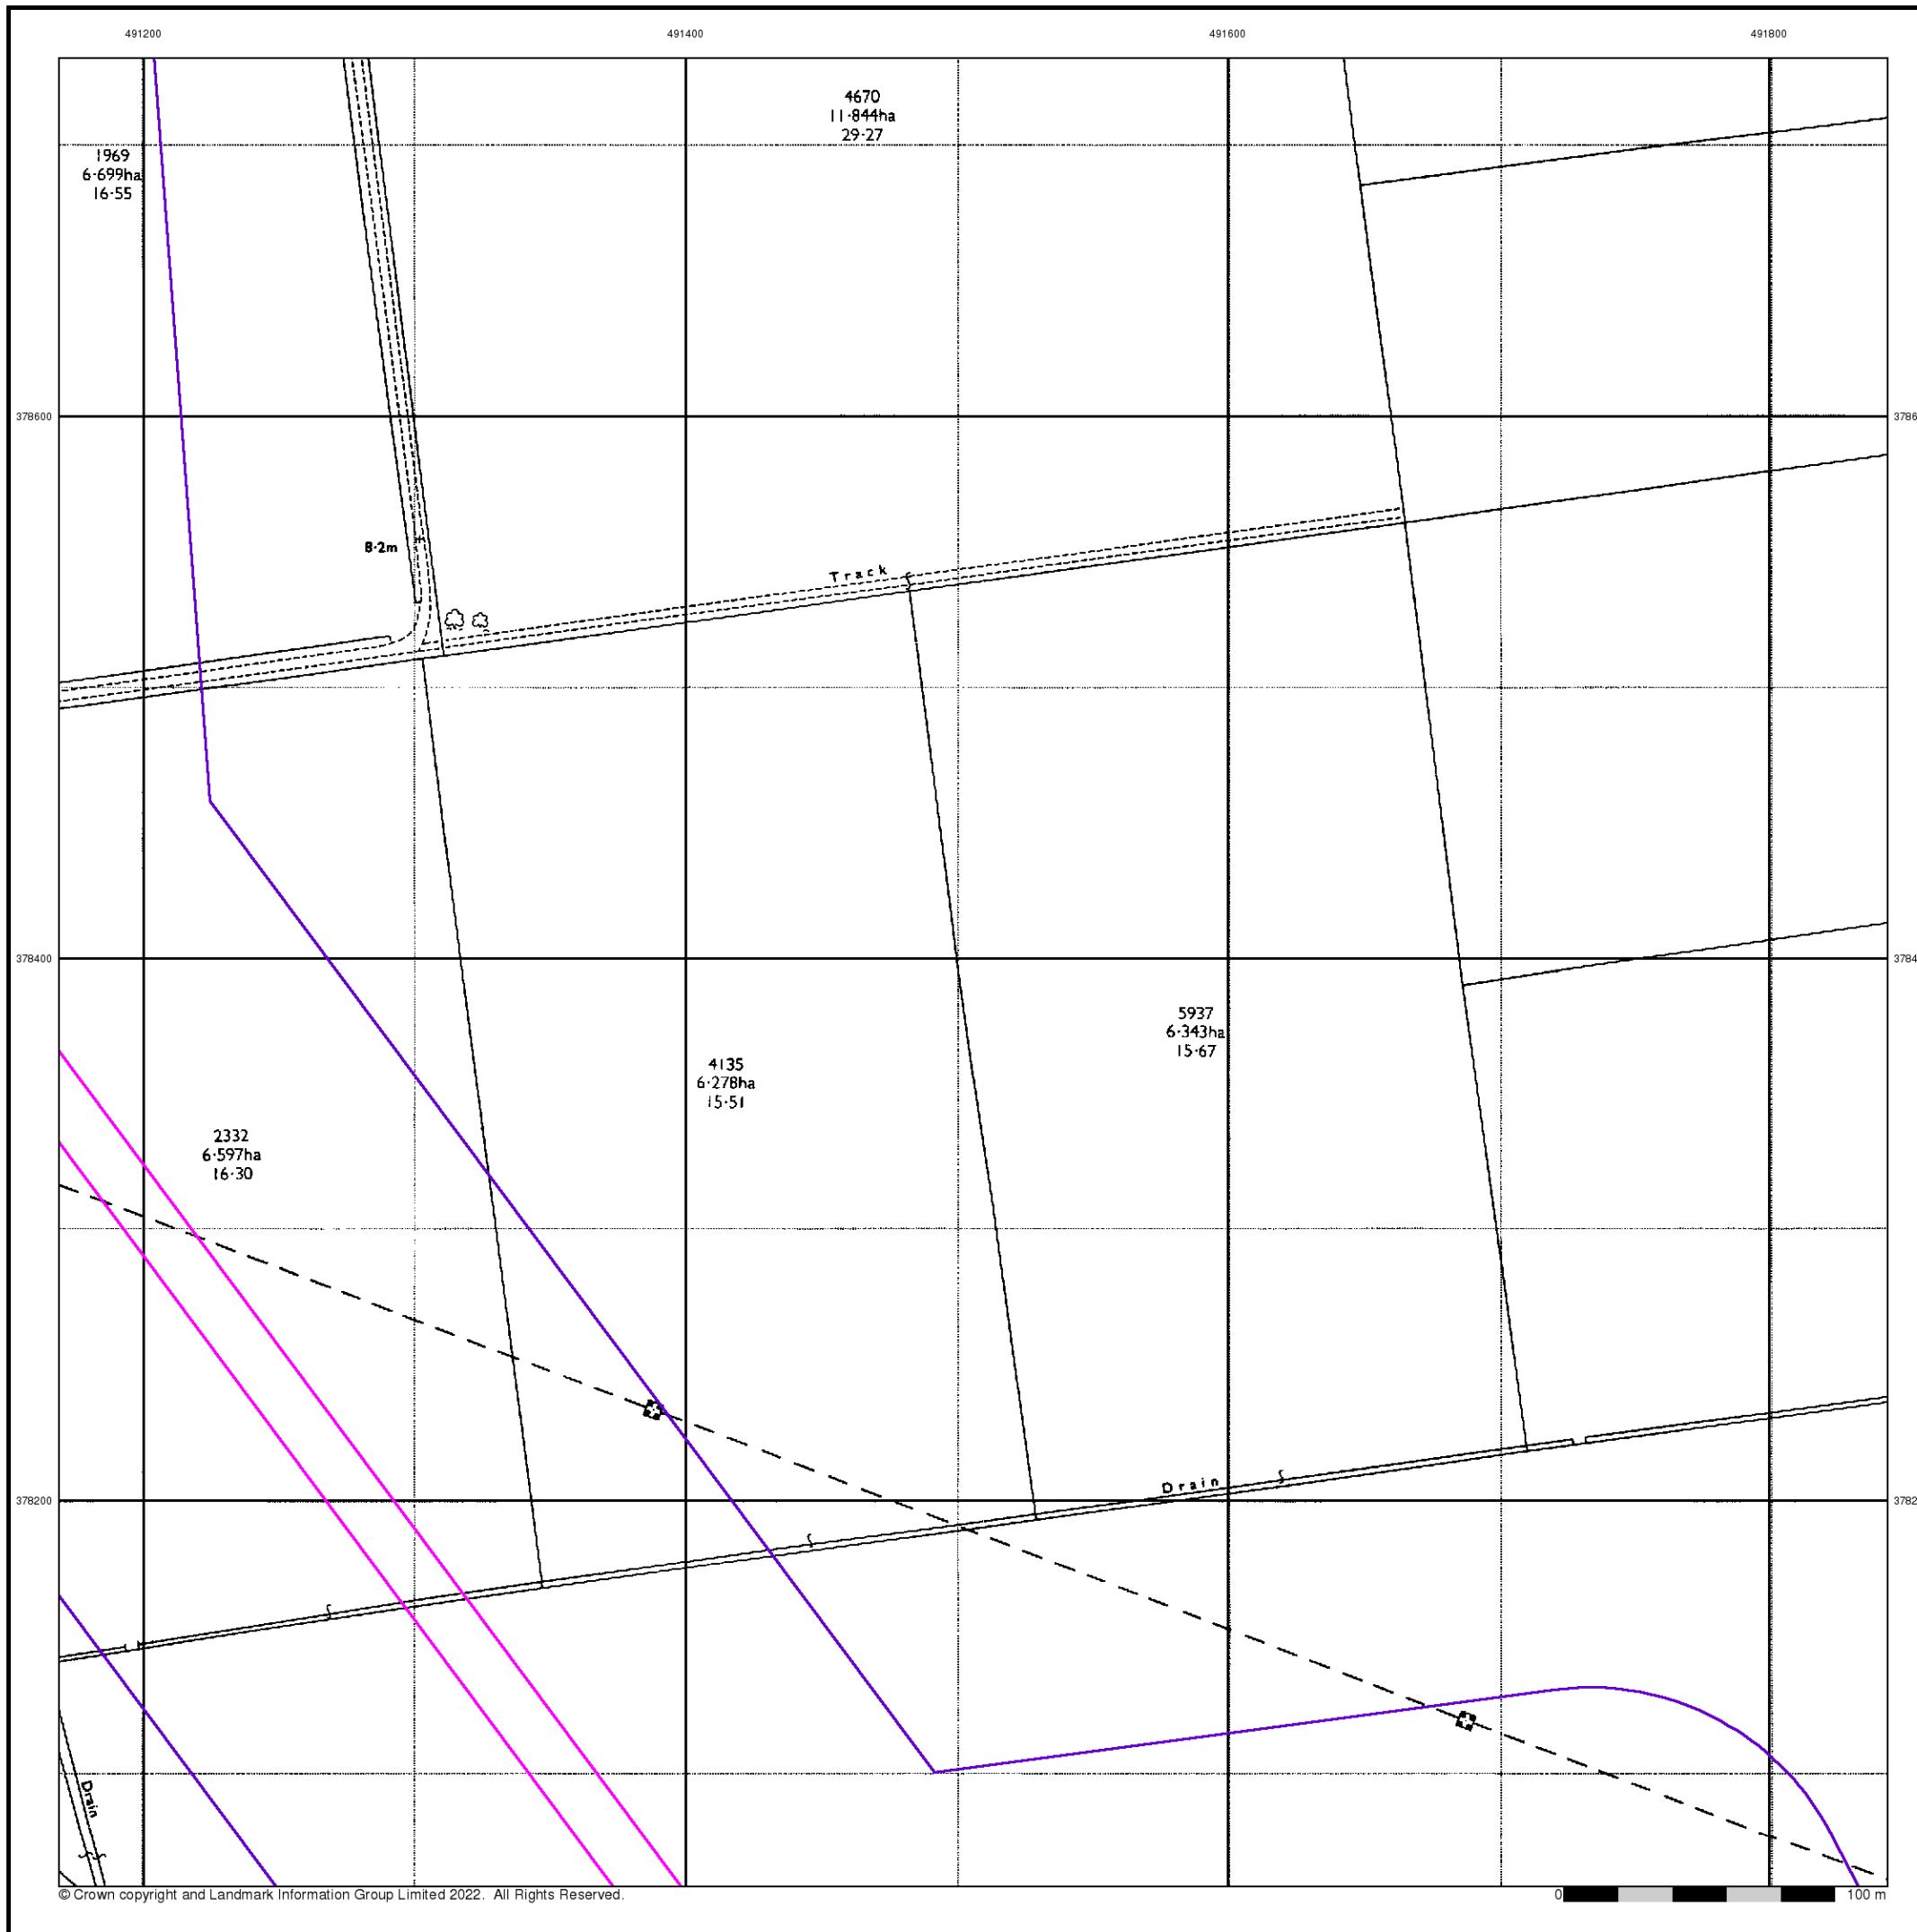 491200 491400 491600 491800
4670
11·844ha
29·27
1969
6·699ha
16·55
378600 3786
8·2m
Track
378400 3784
5937
6·343ha
15·67
4135
6·278ha
15·51
2332
6·597ha
16·30
Drain
378200 3782
Drain
© Crown copyright and Landmark Information Group Limited 2022. All Rights Reserved.
0 100 m